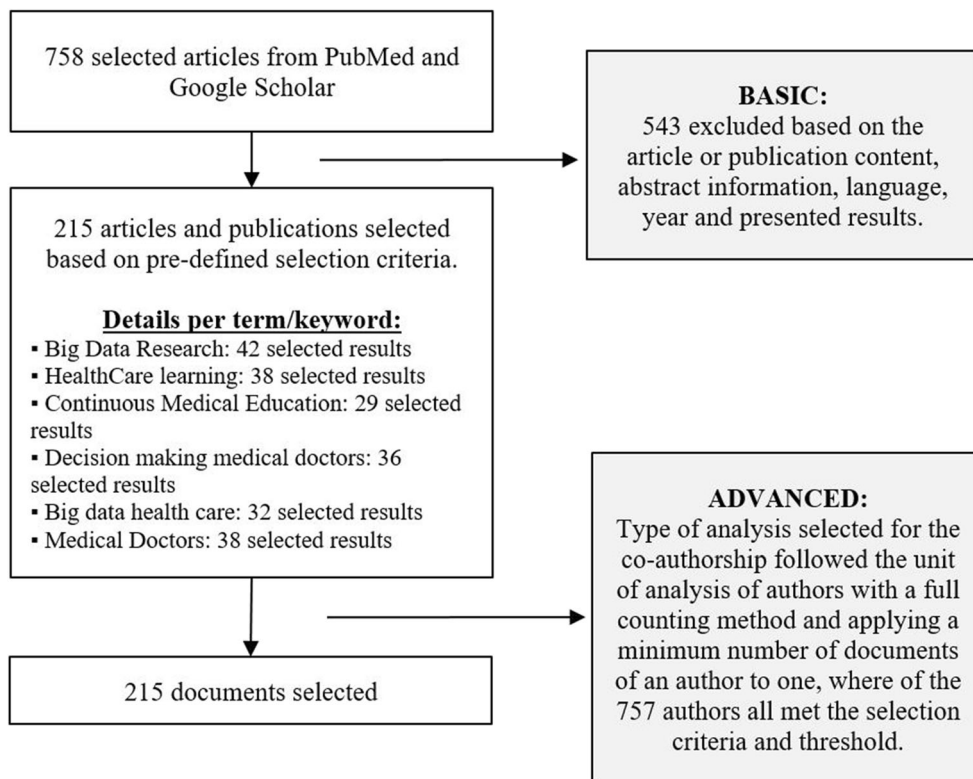 758 selected articles from PubMed and
Google Scholar
BASIC:
543 excluded based on the
article or publication content,
abstract information, language,
year and presented results.
215 articles and publications selected
based on pre-defined selection criteria.
Details per term/keyword:
▪ Big Data Research: 42 selected results
▪ HealthCare learning: 38 selected results
▪ Continuous Medical Education: 29 selected
results
▪ Decision making medical doctors: 36
selected results
▪ Big data health care: 32 selected results
▪ Medical Doctors: 38 selected results
ADVANCED:
Type of analysis selected for the
co-authorship followed the unit
of analysis of authors with a full
counting method and applying a
minimum number of documents
of an author to one, where of the
757 authors all met the selection
criteria and threshold.
215 documents selected